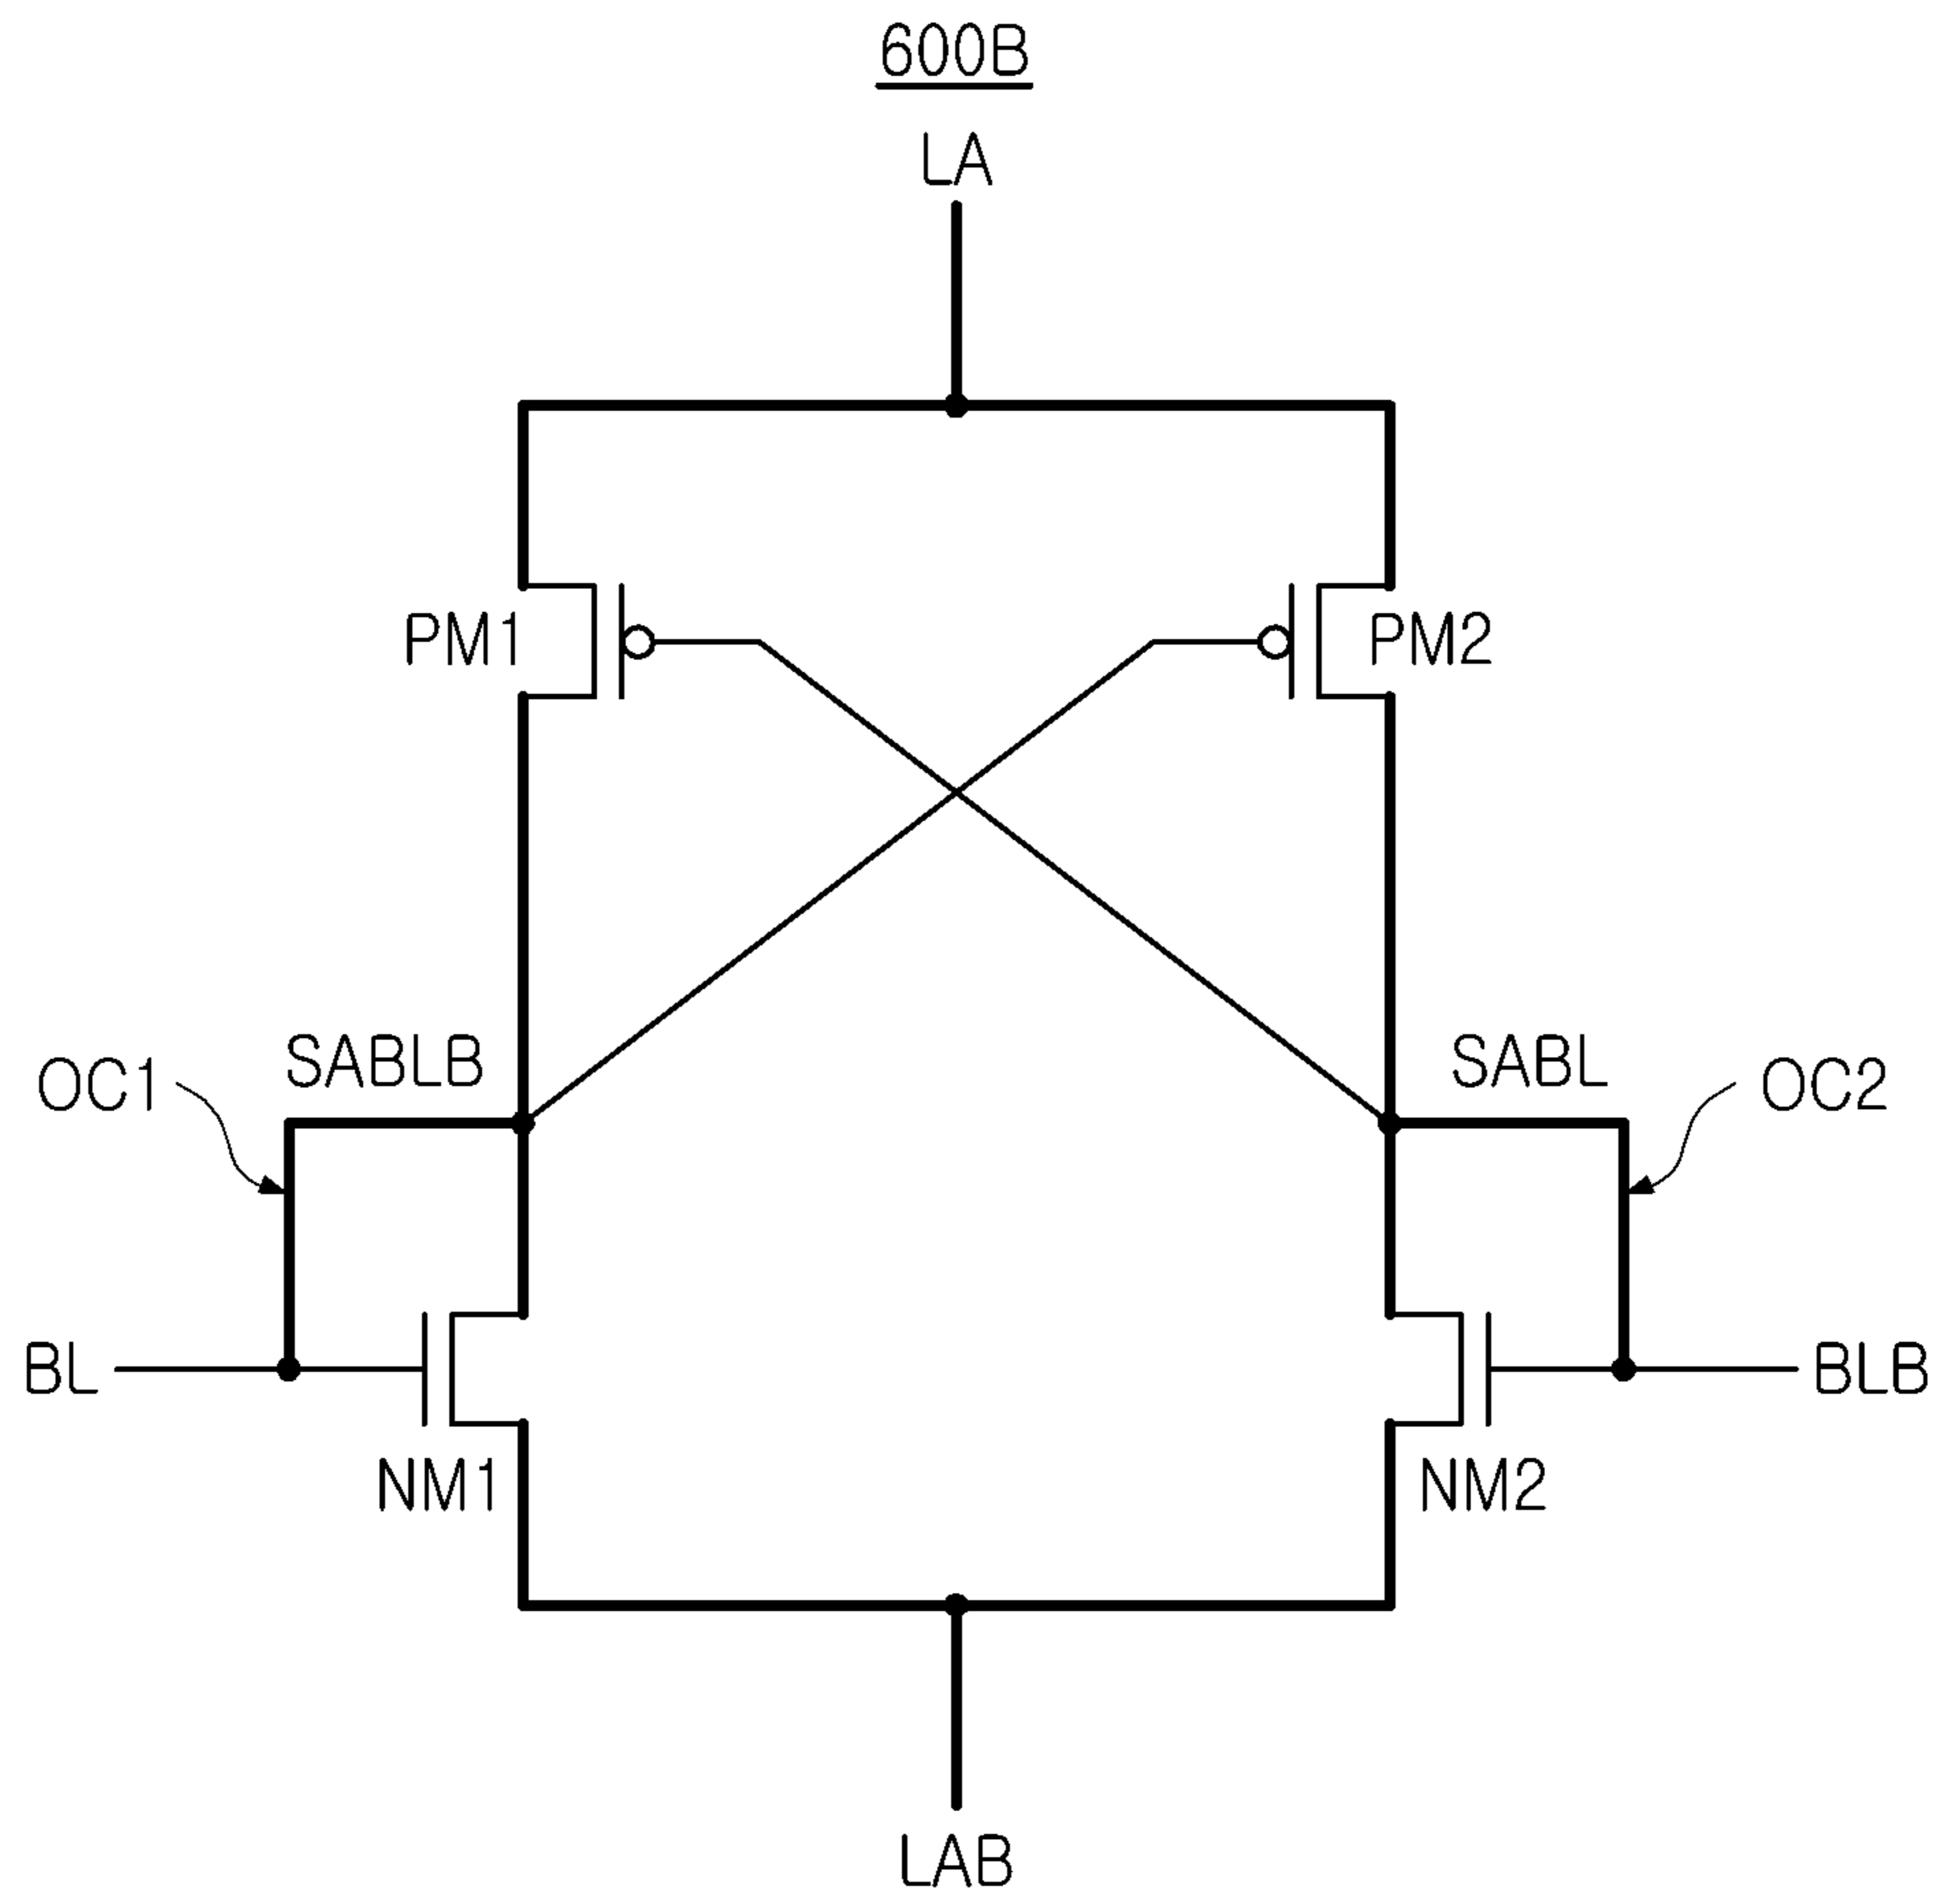 600B
LA
PM1
PM2
SABLB
SABL
OC1
OC2
BL
BLB
NM1
NM2
LAB